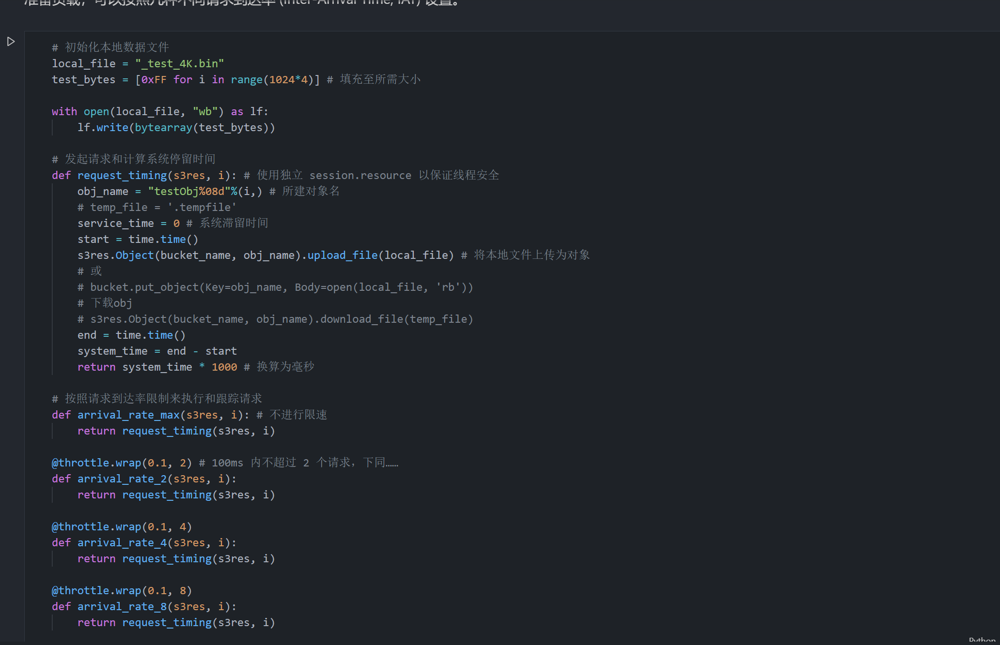 准备负载，可以按照几种不同请求到达率 (Inter-Arrival Time, IAT) 设置。
# 初始化本地数据文件
local_file = "_test_4K.bin"
test_bytes = [0xFF for i in range(1024*4)] # 填充至所需大小
with open(local_file, "wb") as lf:
    lf.write(bytearray(test_bytes))
# 发起请求和计算系统停留时间
def request_timing(s3res, i): # 使用独立 session.resource 以保证线程安全
    obj_name = "testObj%08d"%(i,) # 所建对象名
    # temp_file = '.tempfile'
    service_time = 0 # 系统滞留时间
    start = time.time()
    s3res.Object(bucket_name, obj_name).upload_file(local_file) # 将本地文件上传为对象
    # 或
    # bucket.put_object(Key=obj_name, Body=open(local_file, 'rb'))
    # 下载obj
    # s3res.Object(bucket_name, obj_name).download_file(temp_file)
    end = time.time()
    system_time = end - start
    return system_time * 1000 # 换算为毫秒
# 按照请求到达率限制来执行和跟踪请求
def arrival_rate_max(s3res, i): # 不进行限速
    return request_timing(s3res, i)
@throttle.wrap(0.1, 2) # 100ms 内不超过 2 个请求，下同……
def arrival_rate_2(s3res, i):
    return request_timing(s3res, i)
@throttle.wrap(0.1, 4)
def arrival_rate_4(s3res, i):
    return request_timing(s3res, i)
@throttle.wrap(0.1, 8)
def arrival_rate_8(s3res, i):
    return request_timing(s3res, i)
Python